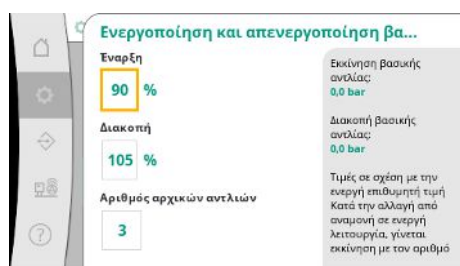 Ενεργοποίηση και απενεργοποίηση βα...
Έναρξη
90 %
Διακοπή
105 %
Αριθμός αρχικών αντλιών
3
Εκκίνηση βασικής
αντλίας:
0,0 bar
Διακοπή βασικής
αντλίας:
0,0 bar
Τιμές σε σχέση με την
ενεργή επιθυμητή τιμή
Κατά την αλλαγή από
αναμονή σε ενεργή
λειτουργία, γίνεται
εκκίνηση με τον αριθμό